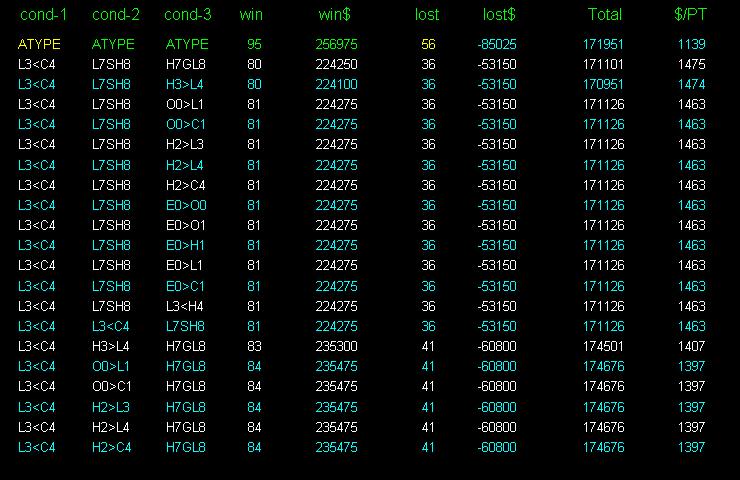 cond-1 cond-2 cond-3 win win$ lost lost$ Total $/PT
ATYPE ATYPE ATYPE 95 256975 56 -85025 171951 1139
L3<C4 L7SH8 H7GL8 80 224250 36 -53150 171101 1475
L3<C4 L7SH8 H3>L4 80 224100 36 -53150 170951 1474
L3<C4 L7SH8 O0>L1 81 224275 36 -53150 171126 1463
L3<C4 L7SH8 O0>C1 81 224275 36 -53150 171126 1463
L3<C4 L7SH8 H2>L3 81 224275 36 -53150 171126 1463
L3<C4 L7SH8 H2>L4 81 224275 36 -53150 171126 1463
L3<C4 L7SH8 H2>C4 81 224275 36 -53150 171126 1463
L3<C4 L7SH8 E0>O0 81 224275 36 -53150 171126 1463
L3<C4 L7SH8 E0>O1 81 224275 36 -53150 171126 1463
L3<C4 L7SH8 E0>H1 81 224275 36 -53150 171126 1463
L3<C4 L7SH8 E0>L1 81 224275 36 -53150 171126 1463
L3<C4 L7SH8 E0>C1 81 224275 36 -53150 171126 1463
L3<C4 L7SH8 L3<H4 81 224275 36 -53150 171126 1463
L3<C4 L3<C4 L7SH8 81 224275 36 -53150 171126 1463
L3<C4 H3>L4 H7GL8 83 235300 41 -60800 174501 1407
L3<C4 O0>L1 H7GL8 84 235475 41 -60800 174676 1397
L3<C4 O0>C1 H7GL8 84 235475 41 -60800 174676 1397
L3<C4 H2>L3 H7GL8 84 235475 41 -60800 174676 1397
L3<C4 H2>L4 H7GL8 84 235475 41 -60800 174676 1397
L3<C4 H2>C4 H7GL8 84 235475 41 -60800 174676 1397